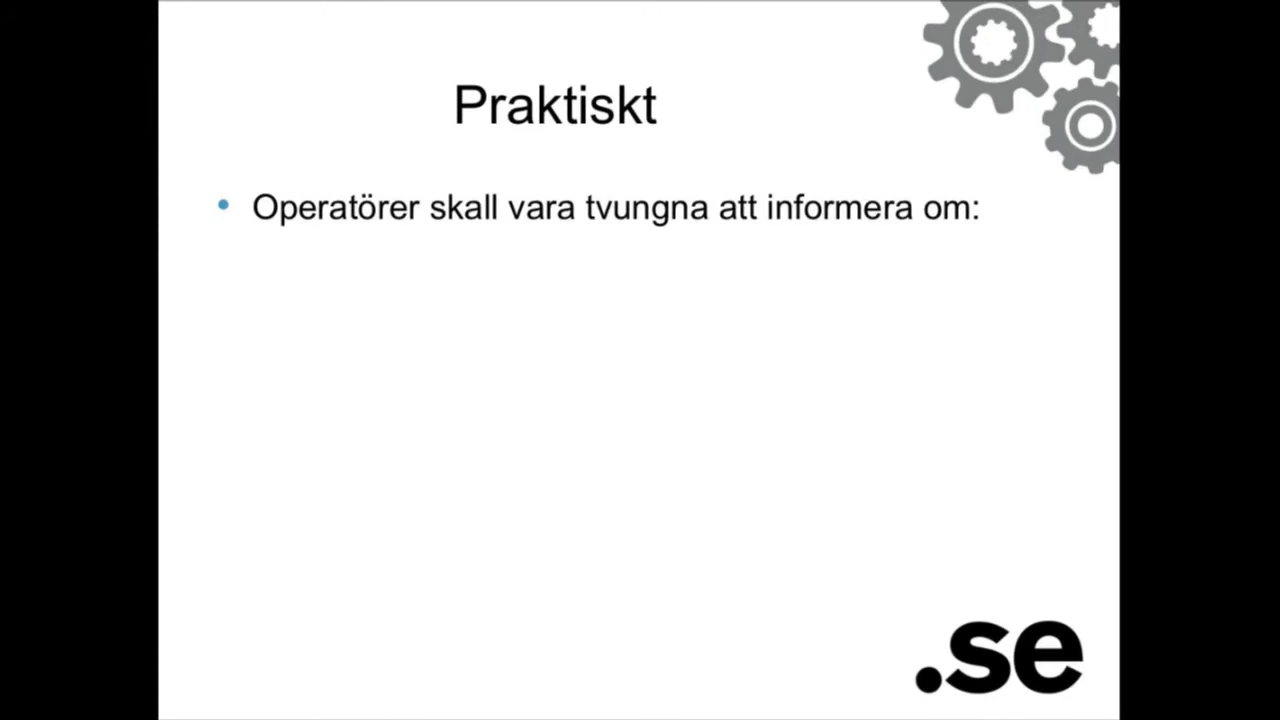 Praktiskt
• Operatörer skall vara tvungna att informera om:
.se